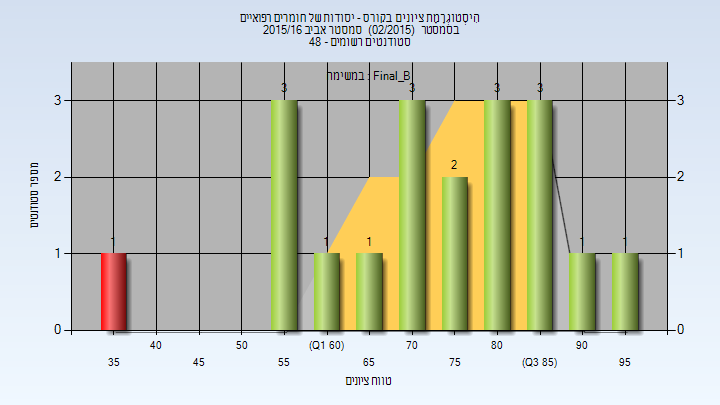 היסטוגרמת ציונים בקורס - יסודות של חומרים רפואיים
בסמסטר (02/2015) סמסטר אביב 2015/16
סטודנטים רשומים - 48
במשימה : Final_B
3 3 3 3
2
1 1 1 1 1
3 3
2 2
1 1
0 0
מספר סטודנטים
40 50 (Q1 60) 70 80 90
35 45 55 65 75 (Q3 85) 95
טווח ציונים